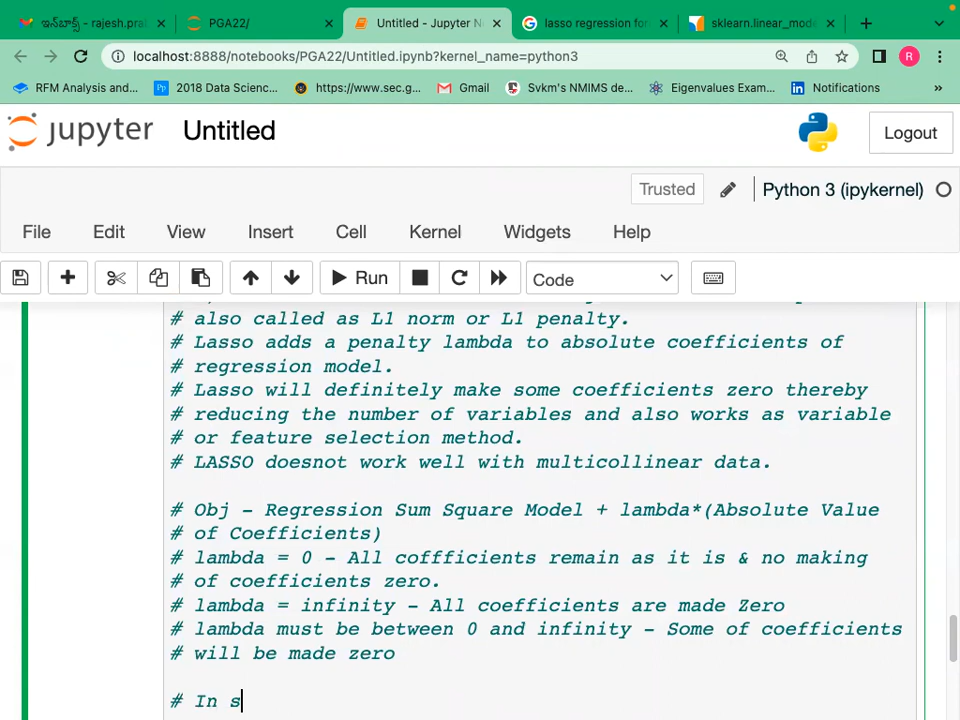 ఇన్‌బాక్స్ - rajesh.pral
PGA22/
Untitled - Jupyter N
lasso regression for
sklearn.linear_mode
localhost:8888/notebooks/PGA22/Untitled.ipynb?kernel_name=python3
R
RFM Analysis and...
2018 Data Scienc...
https://www.sec.g...
Gmail
Svkm's NMIMS de...
Eigenvalues Exam...
Notifications
»
jupyter Untitled
Logout
Trusted
Python 3 (ipykernel)
File Edit View Insert Cell Kernel Widgets Help
Run
Code
# also called as L1 norm or L1 penalty.
# Lasso adds a penalty lambda to absolute coefficients of
# regression model.
# Lasso will definitely make some coefficients zero thereby
# reducing the number of variables and also works as variable
# or feature selection method.
# LASSO doesnot work well with multicollinear data.
# Obj - Regression Sum Square Model + lambda*(Absolute Value
# of Coefficients)
# lambda = 0 - All coffficients remain as it is & no making
# of coefficients zero.
# lambda = infinity - All coefficients are made Zero
# lambda must be between 0 and infinity - Some of coefficients
# will be made zero
# In s